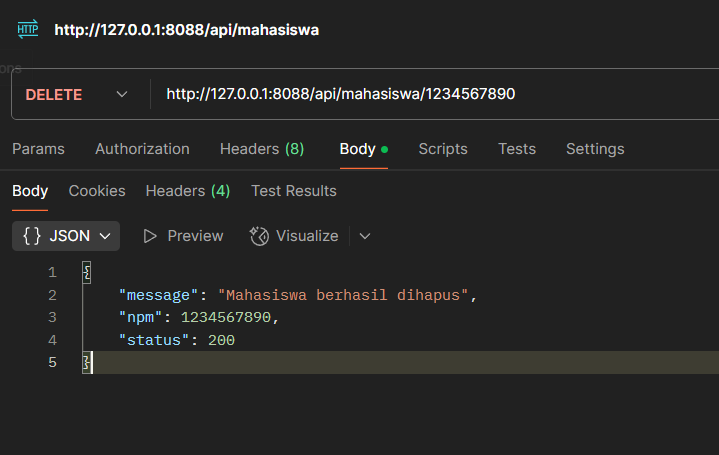 HTTP http://127.0.0.1:8088/api/mahasiswa
ons
DELETE http://127.0.0.1:8088/api/mahasiswa/1234567890
Params Authorization Headers (8) Body Scripts Tests Settings
Body Cookies Headers (4) Test Results
{} JSON Preview Visualize
1 {
2 "message": "Mahasiswa berhasil dihapus",
3 "npm": 1234567890,
4 "status": 200
5 }